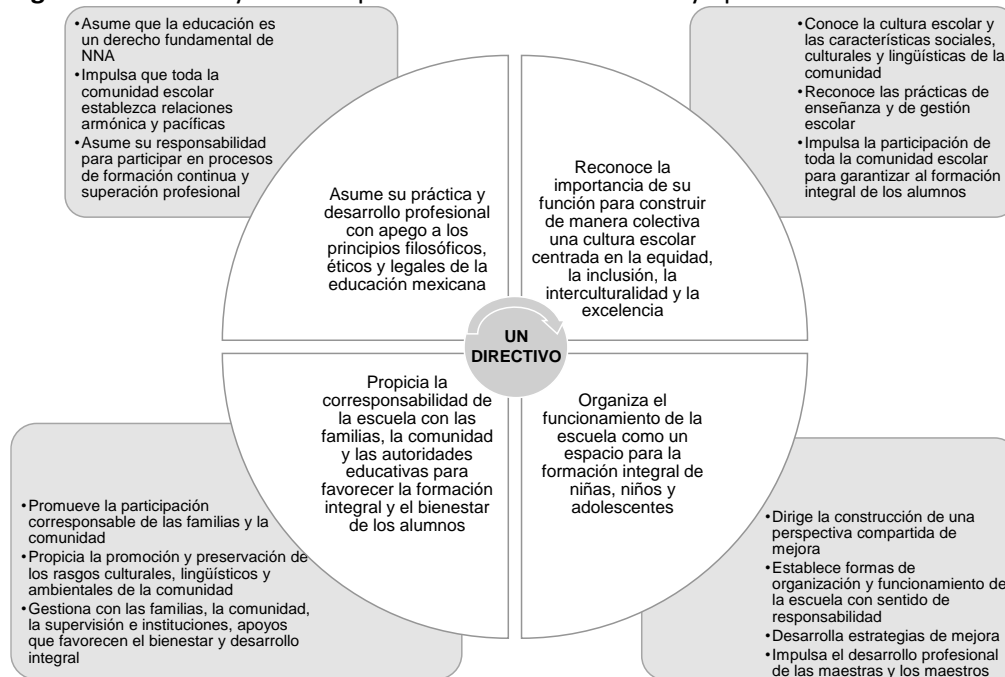 •Asume que la educación es
un derecho fundamental de
NNA
•Impulsa que toda la
comunidad escolar
establezca relaciones
armónica y pacíficas
•Asume su responsabilidad
para participar en procesos
de formación continua y
superación profesional
•Conoce la cultura escolar y
las características sociales,
culturales y lingüísticas de la
comunidad
•Reconoce las prácticas de
enseñanza y de gestión
escolar
•Impulsa la participación de
toda la comunidad escolar
para garantizar al formación
integral de los alumnos
Asume su práctica y
desarrollo profesional
con apego a los
principios filosóficos,
éticos y legales de la
educación mexicana
Reconoce la
importancia de su
función para construir
de manera colectiva
una cultura escolar
centrada en la equidad,
la inclusión, la
interculturalidad y la
excelencia
UN
DIRECTIVO
Propicia la
corresponsabilidad de
la escuela con las
familias, la comunidad
y las autoridades
educativas para
favorecer la formación
integral y el bienestar
de los alumnos
Organiza el
funcionamiento de la
escuela como un
espacio para la
formación integral de
niñas, niños y
adolescentes
•Promueve la participación
corresponsable de las familias y la
comunidad
•Propicia la promoción y preservación de
los rasgos culturales, lingüísticos y
ambientales de la comunidad
•Gestiona con las familias, la comunidad,
la supervisión e instituciones, apoyos
que favorecen el bienestar y desarrollo
integral
•Dirige la construcción de una
perspectiva compartida de
mejora
•Establece formas de
organización y funcionamiento de
la escuela con sentido de
responsabilidad
•Desarrolla estrategias de mejora
•Impulsa el desarrollo profesional
de las maestras y los maestros